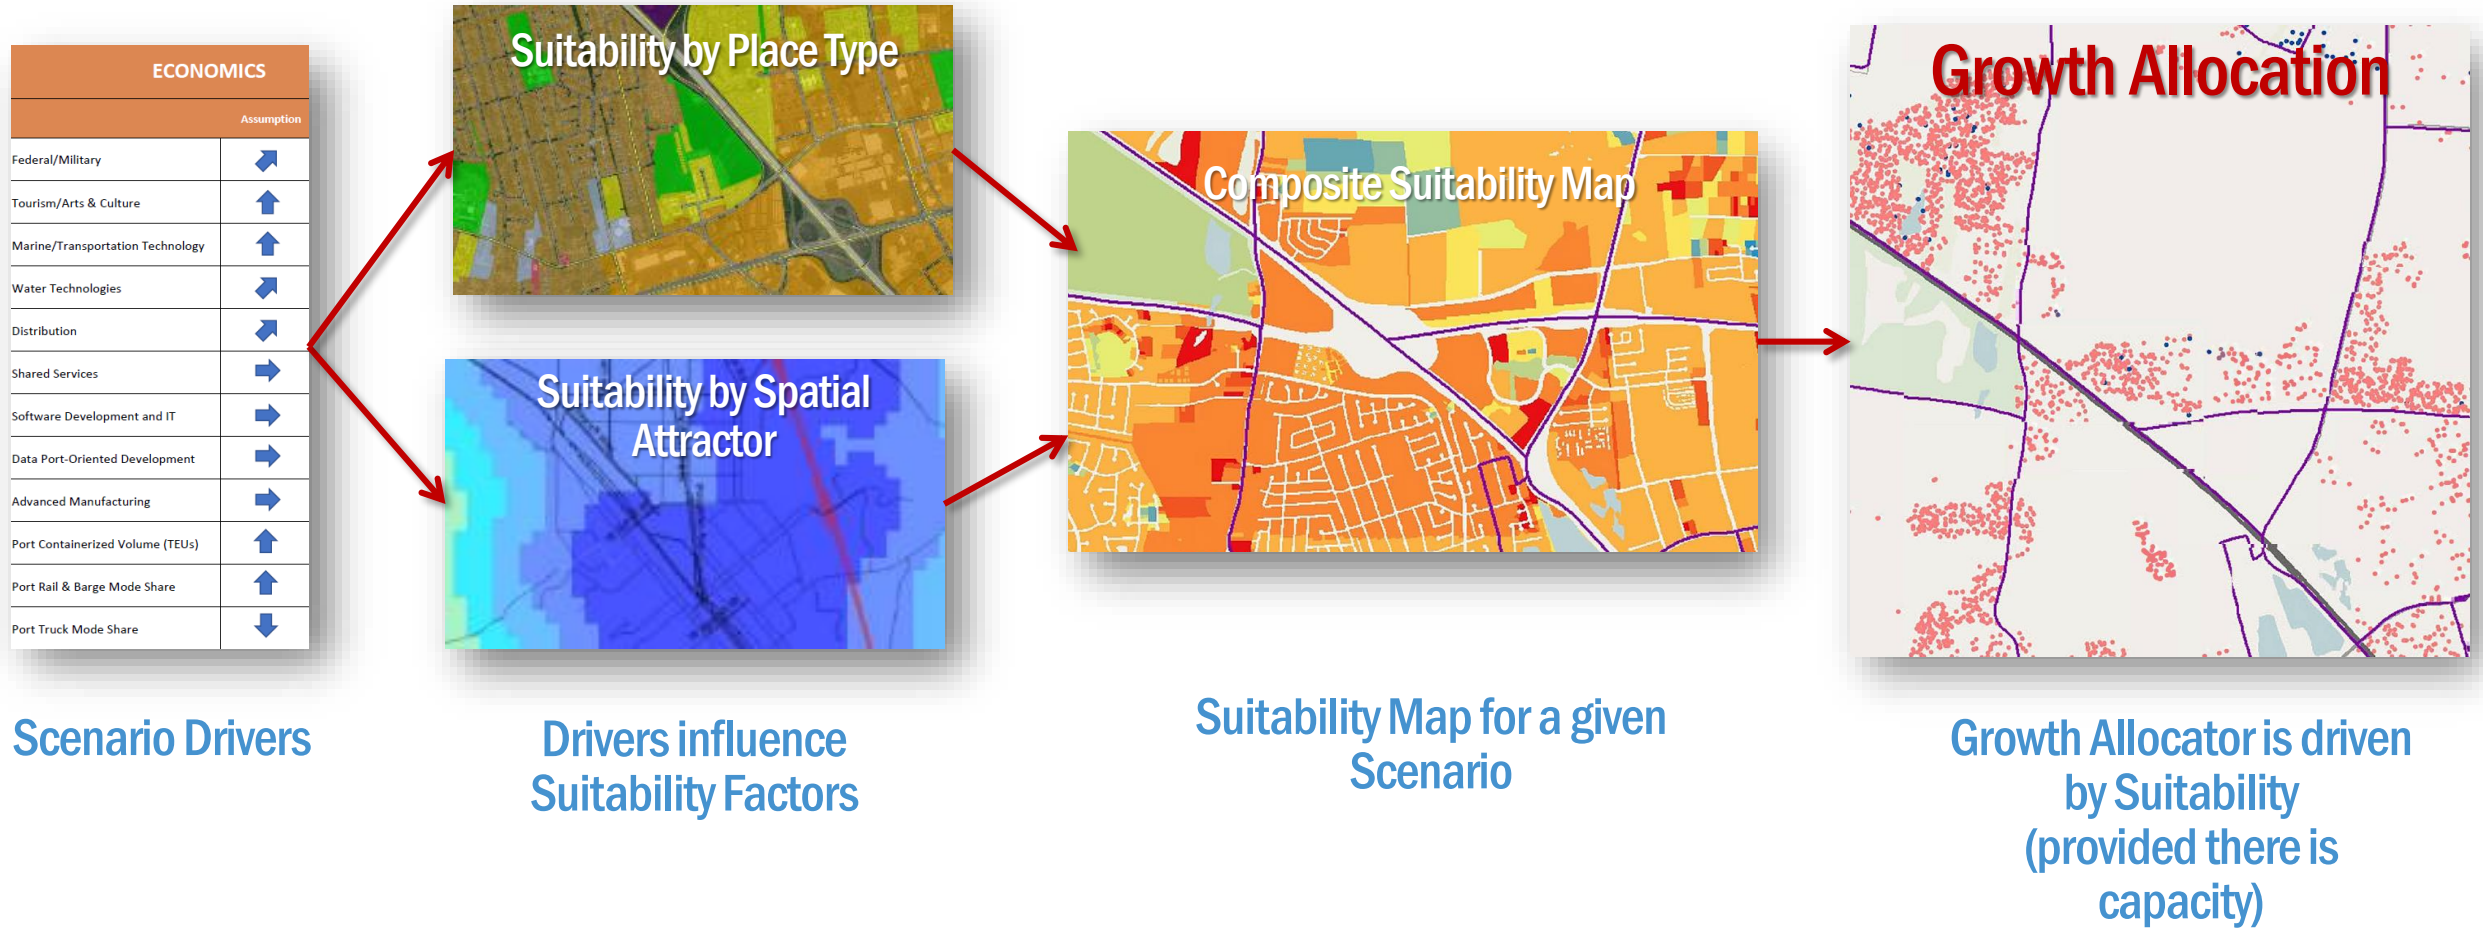 ECONOMICS
Assumption
Federal/Military
Tourism/Arts & Culture
Marine/Transportation Technology
Water Technologies
Distribution
Shared Services
Software Development and IT
Data Port-Oriented Development
Advanced Manufacturing
Port Containerized Volume (TEUs)
Port Rail & Barge Mode Share
Port Truck Mode Share
Scenario Drivers
Suitability by Place Type
Suitability by Spatial
Attractor
Drivers influence
Suitability Factors
Composite Suitability Map
Suitability Map for a given
Scenario
Growth Allocation
Growth Allocator is driven
by Suitability
(provided there is
capacity)